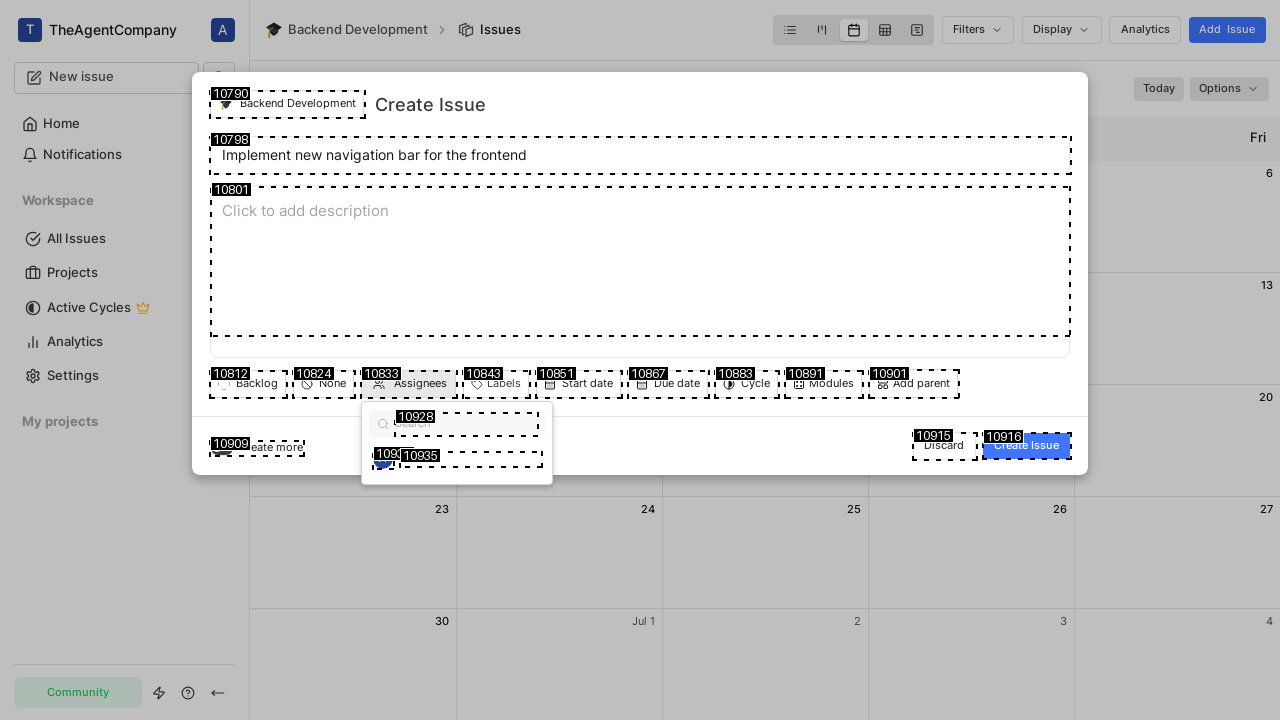 T TheAgentCompany A
🎓 Backend Development > Issues
Filters
Display
Analytics
Add Issue
New issue
Today
Options
Home
Notifications
Workspace
All Issues
Projects
Active Cycles
Analytics
Settings
My projects
Community
Fri
6
13
20
23 24 25 26 27
30 Jul 1 2 3 4
10790
Backend Development
Create Issue
10798
Implement new navigation bar for the frontend
10801
Click to add description
10812 10824 10833 10843 10851 10867 10883 10891 10901
Backlog None Assignees Labels Start date Due date Cycle Modules Add parent
10928
Search
10935
10909
Create more
10915 10916
Discard Create Issue